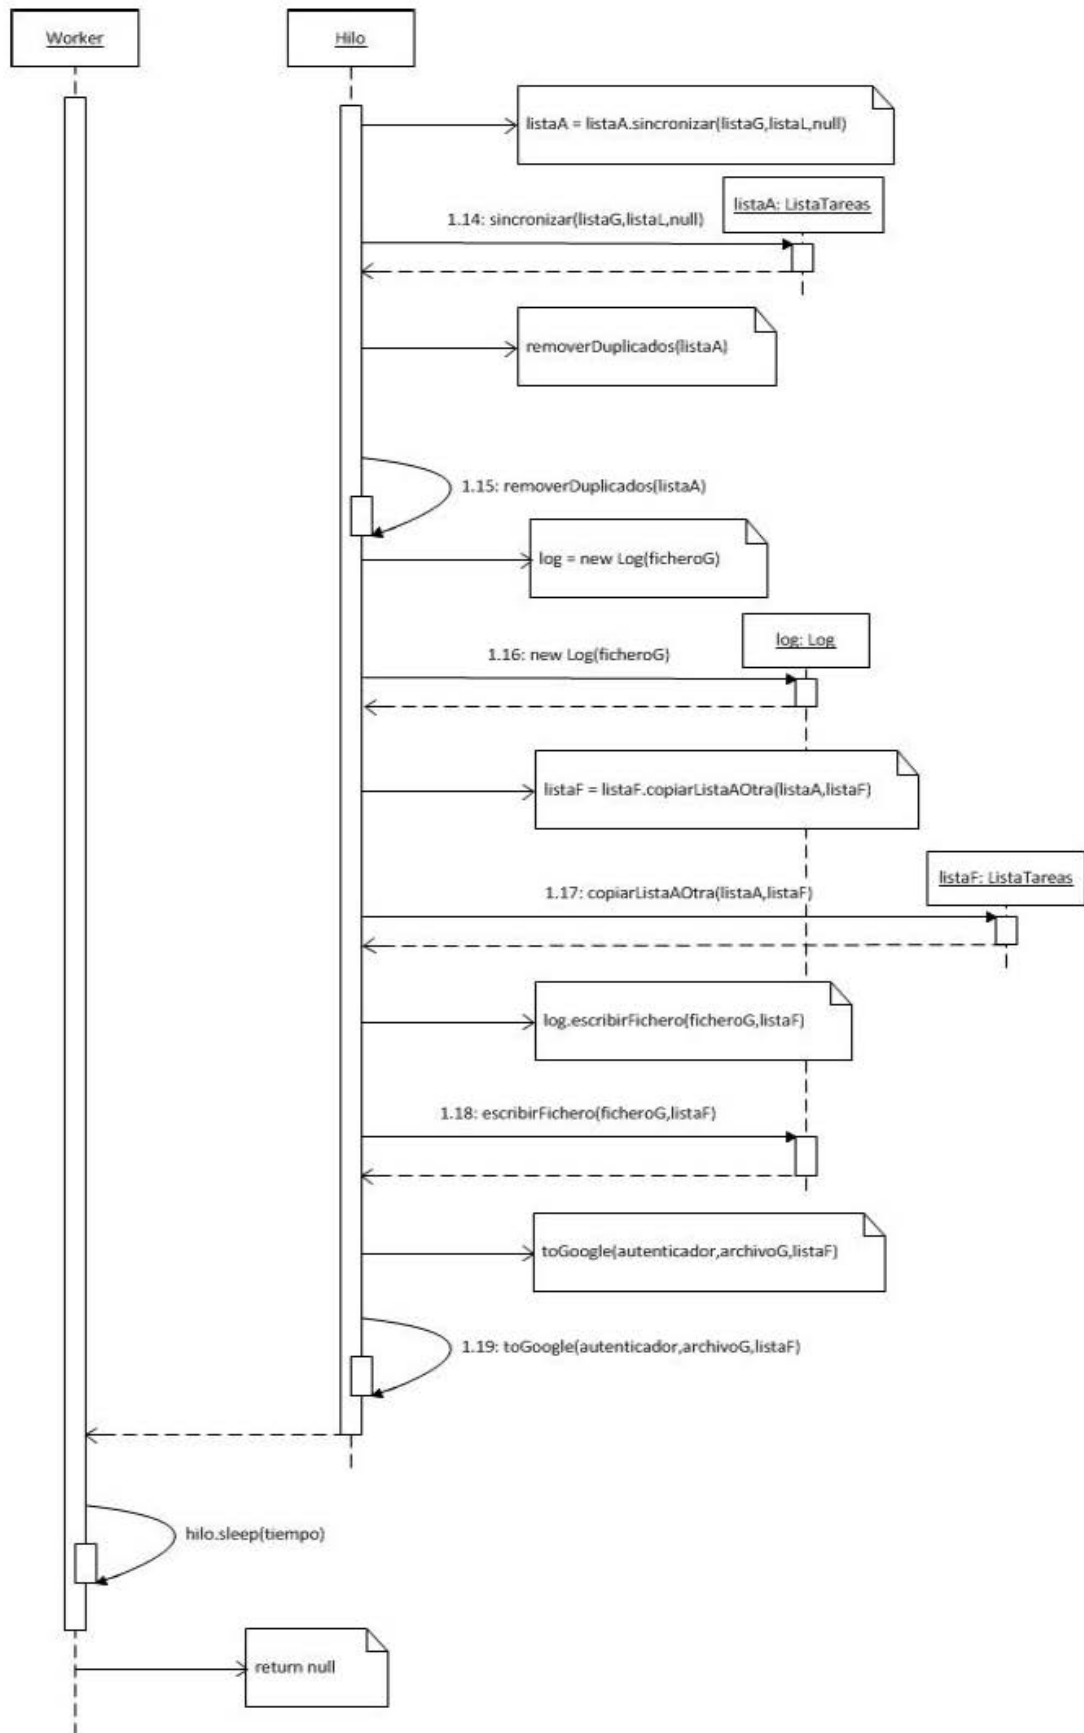 Worker
Hilo
listaA = listaA.sincronizar(listaG,listaL,null)
listaA: ListaTareas
1.14: sincronizar(listaG,listaL,null)
removerDuplicados(listaA)
1.15: removerDuplicados(listaA)
log = new Log(ficheroG)
log: Log
1.16: new Log(ficheroG)
listaF = listaF.copiarListaAOtra(listaA,listaF)
listaF: ListaTareas
1.17: copiarListaAOtra(listaA,listaF)
log.escribirFichero(ficheroG,listaF)
1.18: escribirFichero(ficheroG,listaF)
toGoogle(autenticador,archivoG,listaF)
1.19: toGoogle(autenticador,archivoG,listaF)
hilo.sleep(tiempo)
return null